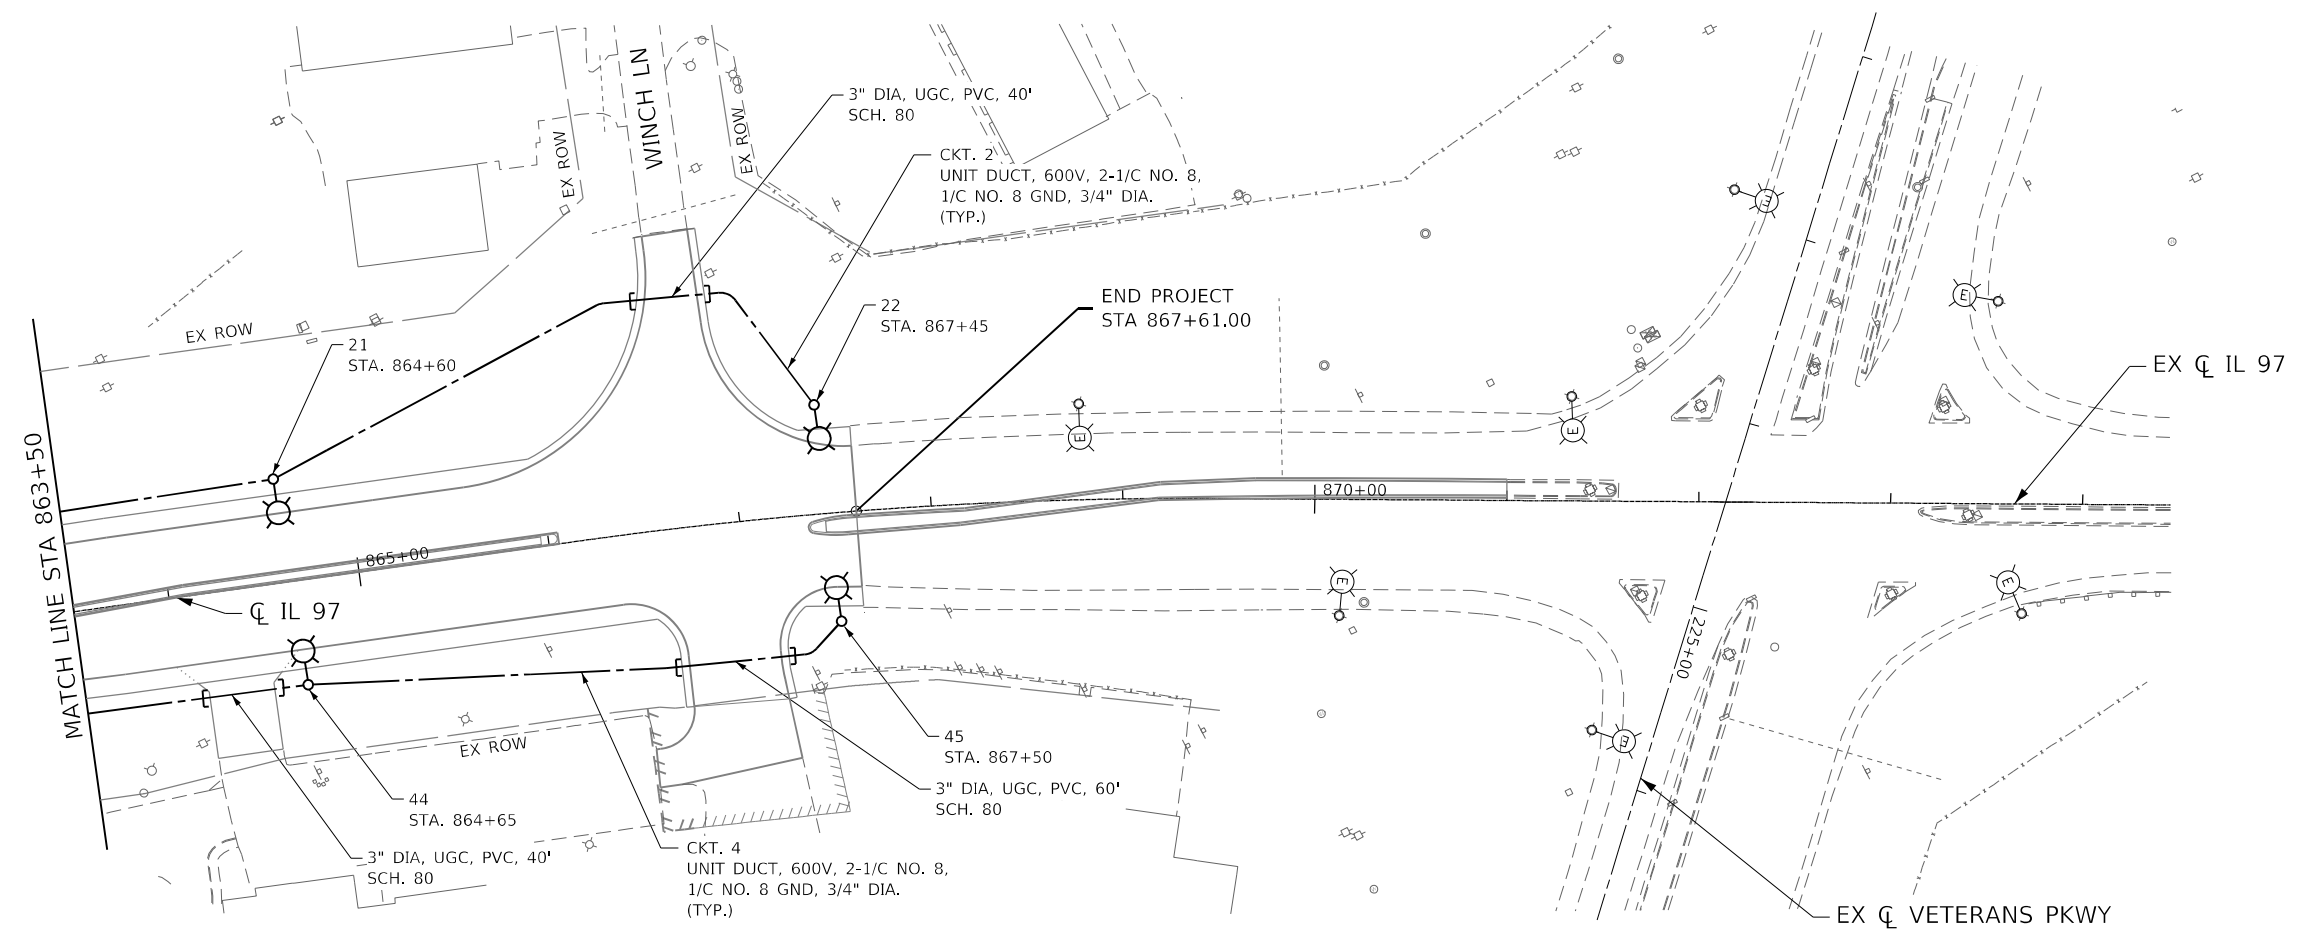 WINCH LN
EX ROW
EX ROW
3" DIA, UGC, PVC, 40'
SCH. 80
CKT. 2
UNIT DUCT, 600V, 2-1/C NO. 8,
1/C NO. 8 GND, 3/4" DIA.
(TYP.)
E
E
EX ROW
21
STA. 864+60
22
STA. 867+45
END PROJECT
STA 867+61.00
EX ℄ IL 97
E
E
MATCH LINE STA 863+50
870+00
865+00
℄ IL 97
E
E
225+00
E
EX ROW
45
STA. 867+50
3" DIA, UGC, PVC, 60'
SCH. 80
44
STA. 864+65
3" DIA, UGC, PVC, 40'
SCH. 80
CKT. 4
UNIT DUCT, 600V, 2-1/C NO. 8,
1/C NO. 8 GND, 3/4" DIA.
(TYP.)
EX ℄ VETERANS PKWY